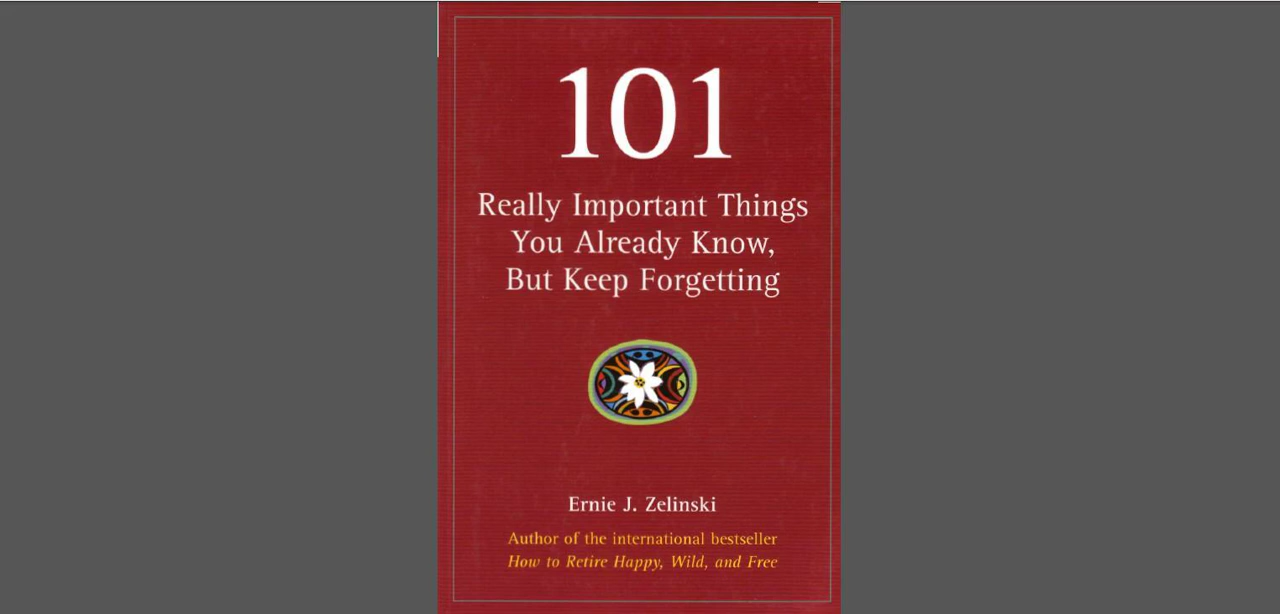 101
Really Important Things
You Already Know,
But Keep Forgetting
Ernie J. Zelinski
Author of the international bestseller
How to Retire Happy, Wild, and Free